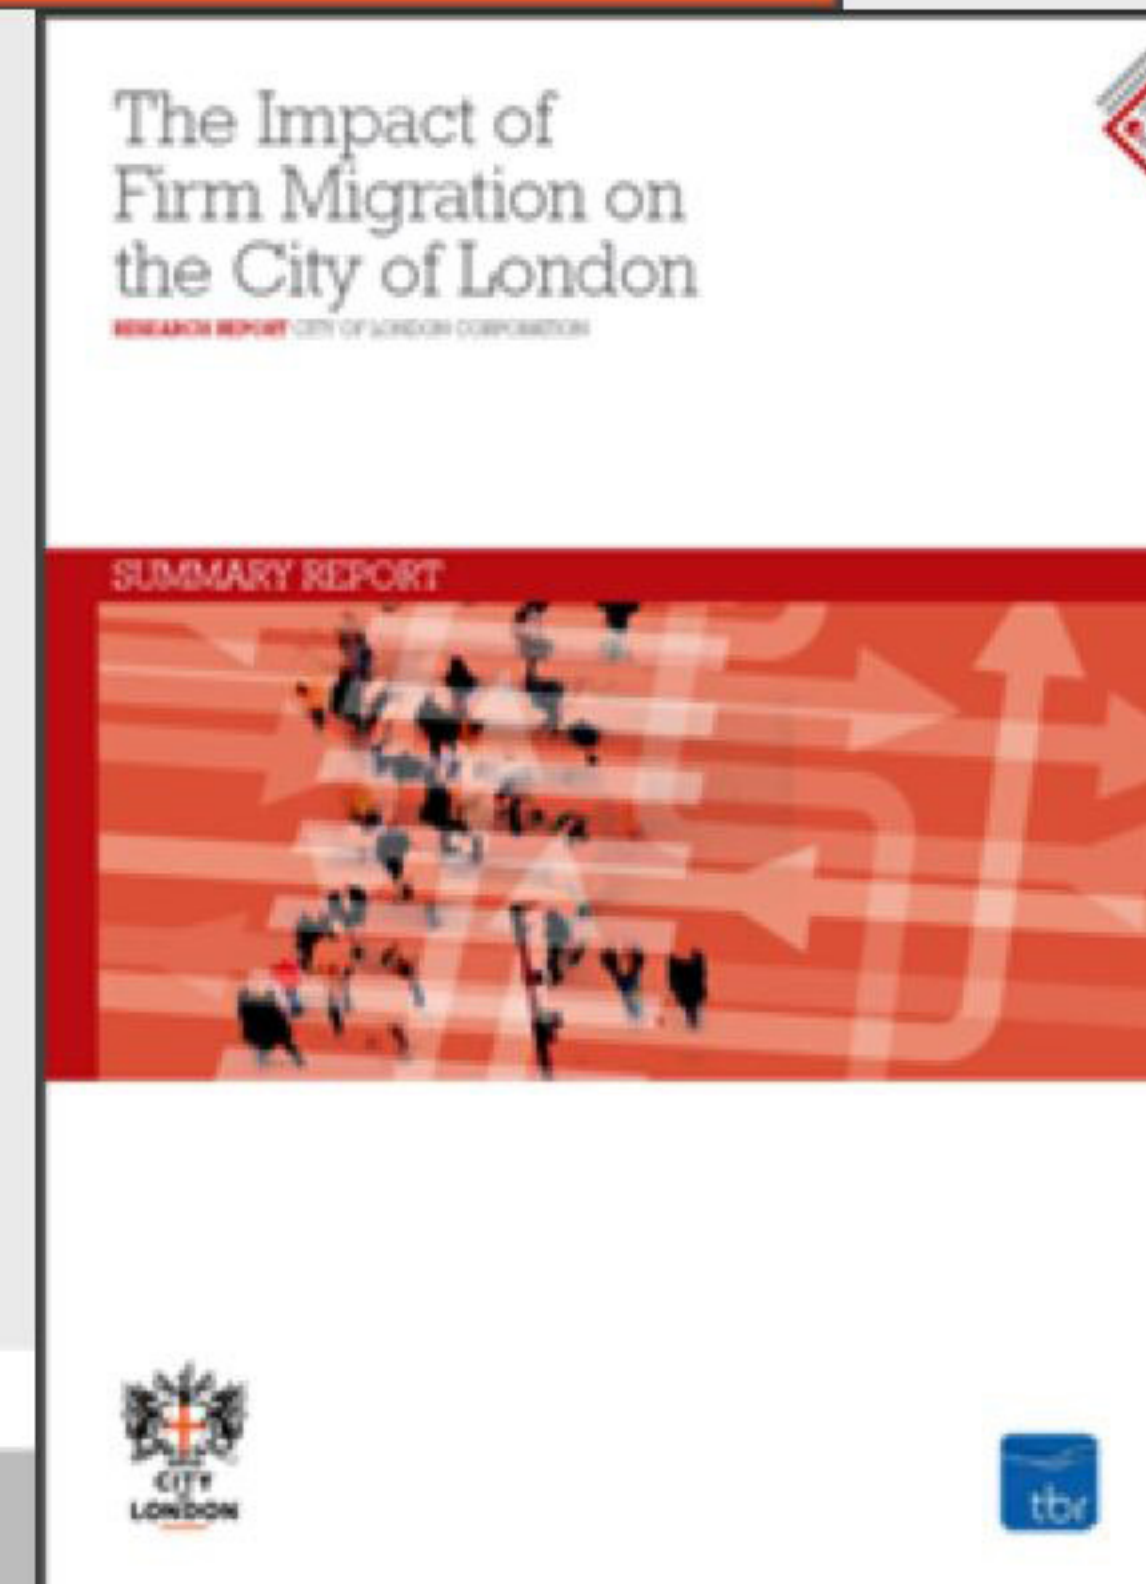 The Impact of
Firm Migration on
the City of London
RESEARCH REPORT CITY OF LONDON CORPORATION
SUMMARY REPORT
CITY
LONDON
tbr